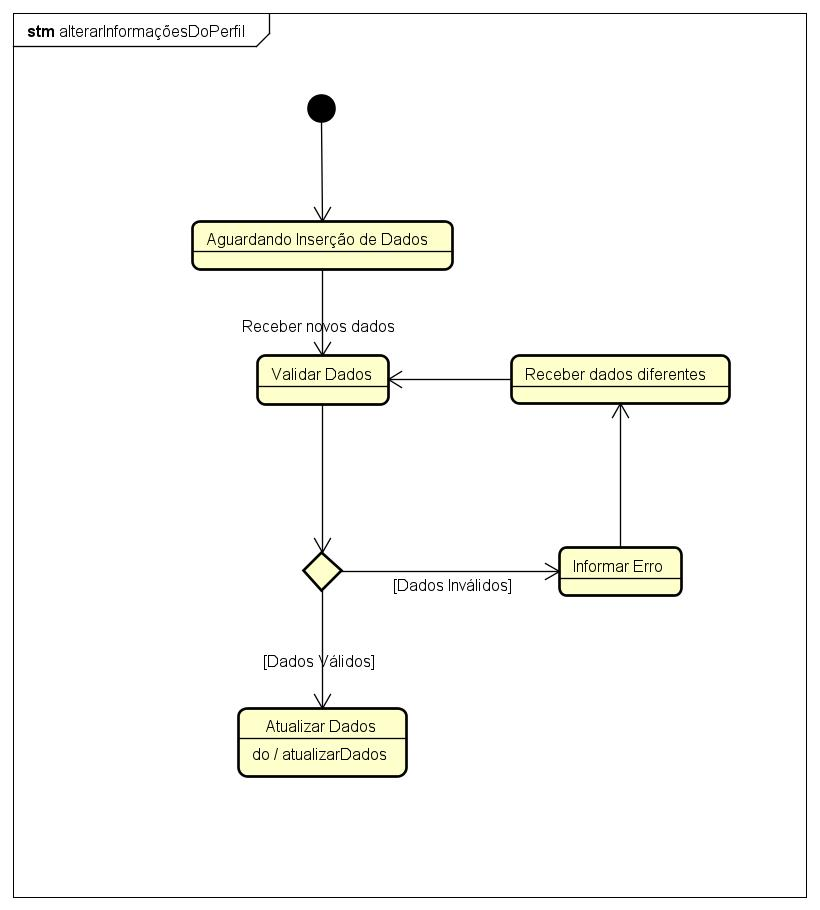 stm alterarInformaçõesDoPerfil
Aguardando Inserção de Dados
Receber novos dados
Validar Dados
Receber dados diferentes
Informar Erro
[Dados Inválidos]
[Dados Válidos]
Atualizar Dados
do / atualizarDados